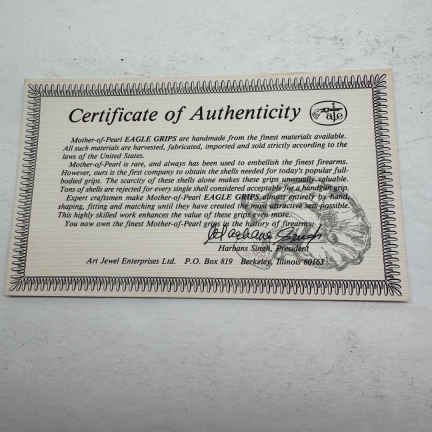 Certificate of Authenticity
aje
Mother-of-Pearl EAGLE GRIPS are handmade from the finest materials available.
All such materials are harvested, fabricated, imported and sold strictly according to the
laws of the United States.
Mother-of-Pearl is rare, and always has been used to embellish the finest firearms.
However, ours is the first company to obtain the shells needed for today's popular full-
bodied grips. The scarcity of these shells alone makes these grips unusually valuable.
Tons of shells are rejected for every single shell considered acceptable for a handgun grip.
Expert craftsmen make Mother-of-Pearl EAGLE GRIPS almost entirely by hand,
shaping, fitting and matching until they have created the most attractive sett possible.
This highly skilled work enhances the value of these grips even more.
You now own the finest Mother-of-Pearl grips in the history of firearms.
Harbans Singh
Harbans Singh, President
Art Jewel Enterprises Ltd. P.O. Box 819 Berkeley, Illinois 60163